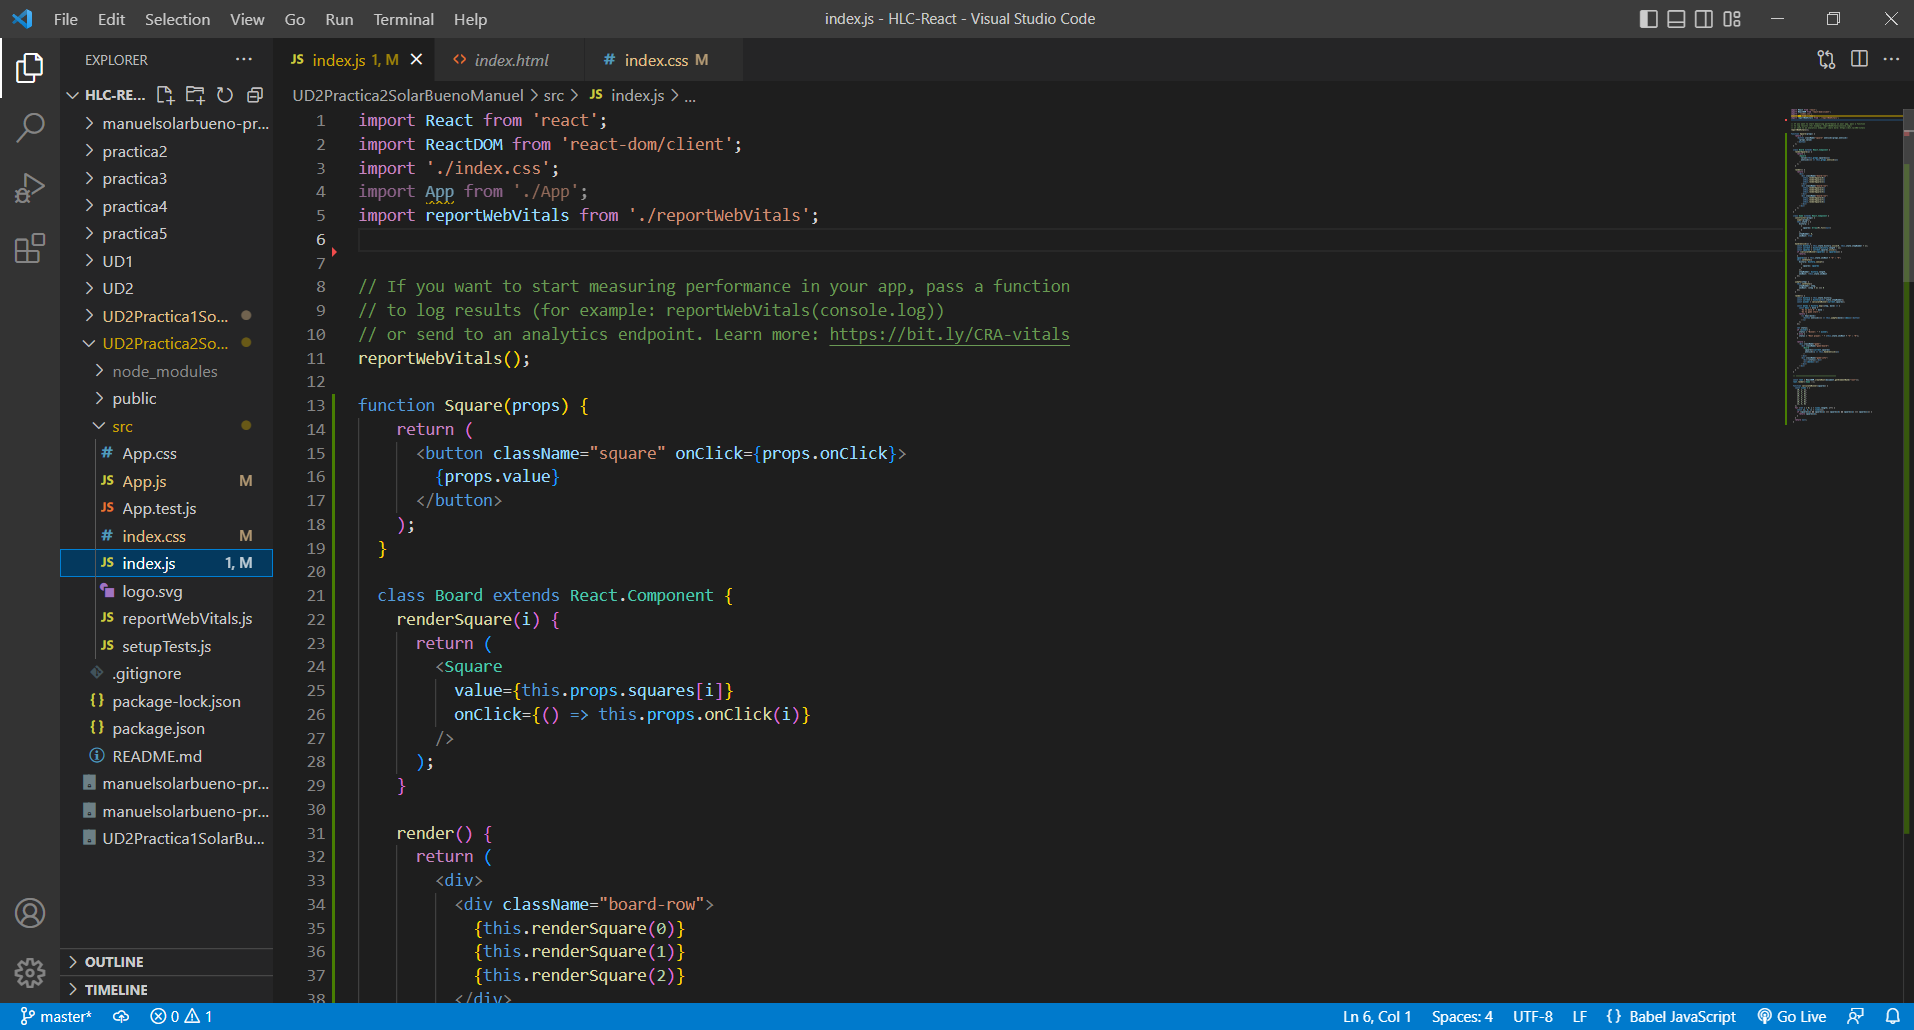 File Edit Selection View Go Run Terminal Help
index.js - HLC-React - Visual Studio Code
EXPLORER
HLC-RE...
manuelsolarbueno-pr...
practica2
practica3
practica4
practica5
UD1
UD2
UD2Practica1So...
UD2Practica2So...
node_modules
public
src
# App.css
JS App.js M
JS App.test.js
# index.css M
JS index.js 1, M
logo.svg
JS reportWebVitals.js
JS setupTests.js
.gitignore
{} package-lock.json
{} package.json
README.md
manuelsolarbueno-pr...
manuelsolarbueno-pr...
UD2Practica1SolarBu...
OUTLINE
TIMELINE
JS index.js 1, M
<> index.html
# index.css M
UD2Practica2SolarBuenoManuel > src > JS index.js > ...
1 import React from 'react';
2 import ReactDOM from 'react-dom/client';
3 import './index.css';
4 import App from './App';
5 import reportWebVitals from './reportWebVitals';
6
7
8 // If you want to start measuring performance in your app, pass a function
9 // to log results (for example: reportWebVitals(console.log))
10 // or send to an analytics endpoint. Learn more: https://bit.ly/CRA-vitals
11 reportWebVitals();
12
13 function Square(props) {
14 return (
15 <button className="square" onClick={props.onClick}>
16 {props.value}
17 </button>
18 );
19 }
20
21 class Board extends React.Component {
22 renderSquare(i) {
23 return (
24 <Square
25 value={this.props.squares[i]}
26 onClick={() => this.props.onClick(i)}
27 />
28 );
29 }
30
31 render() {
32 return (
33 <div>
34 <div className="board-row">
35 {this.renderSquare(0)}
36 {this.renderSquare(1)}
37 {this.renderSquare(2)}
38 </div>
master* 0 1
Ln 6, Col 1 Spaces: 4 UTF-8 LF {} Babel JavaScript Go Live